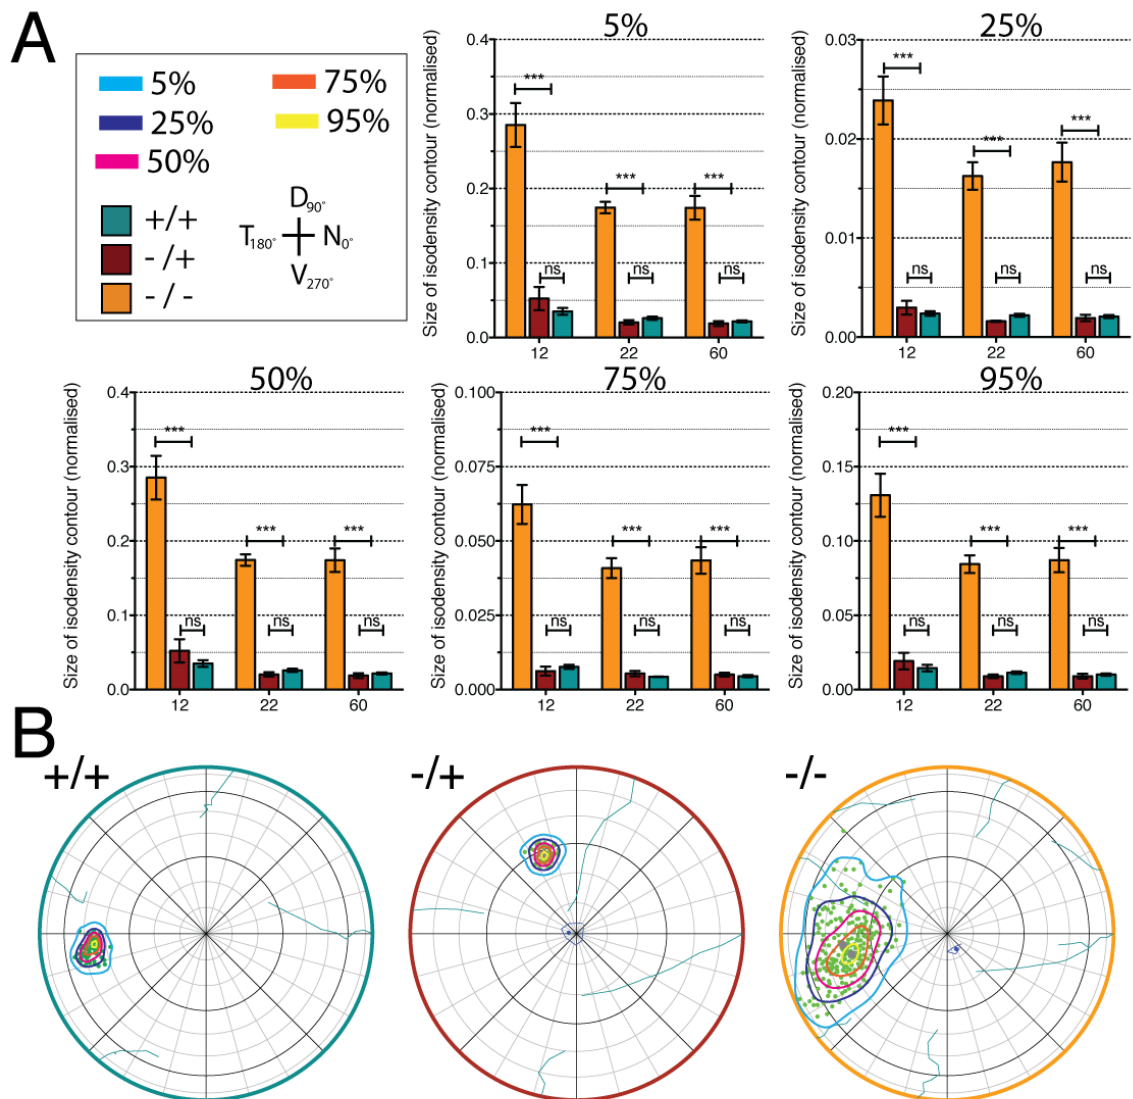 A
5%
25%
50%
75%
95%
+/+
-/+
-/-
D90°
T180° N0°
V270°
5%
Size of isodensity contour (normalised)
0.4
0.3
0.2
0.1
0.0
***
***
***
ns
ns
ns
12 22 60
25%
Size of isodensity contour (normalised)
0.03
0.02
0.01
0.00
***
***
***
ns
ns
ns
12 22 60
50%
Size of isodensity contour (normalised)
0.4
0.3
0.2
0.1
0.0
***
***
***
ns
ns
ns
12 22 60
75%
Size of isodensity contour (normalised)
0.100
0.075
0.050
0.025
0.000
***
***
***
ns
ns
ns
12 22 60
95%
Size of isodensity contour (normalised)
0.20
0.15
0.10
0.05
0.00
***
***
***
ns
ns
ns
12 22 60
B
+/+
-/+
-/-